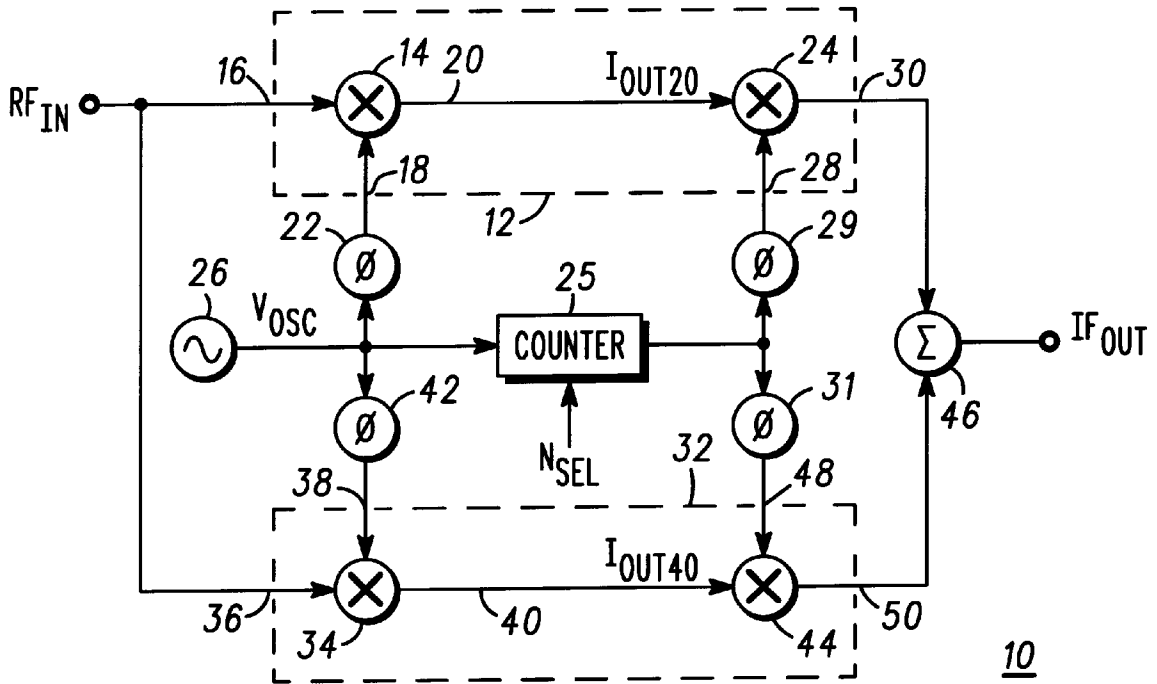 14
20
I_OUT20
24
30
16
RF_IN
18
28
12
22
Ø
29
Ø
26
V_OSC
25
COUNTER
Σ
IF_OUT
42
Ø
31
Ø
46
N_SEL
32
38
48
I_OUT40
36
34
40
44
50
10